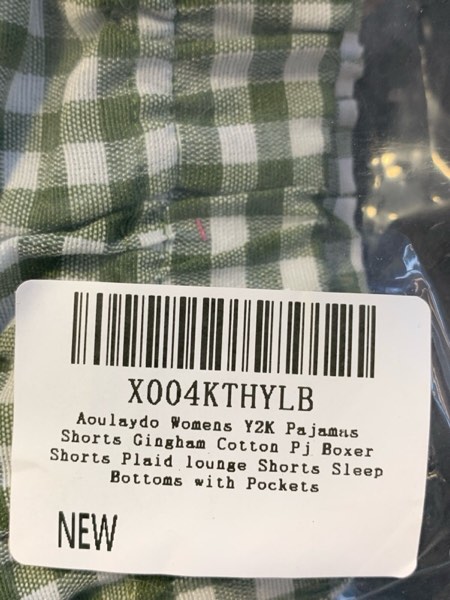 X004KTHYLB
Aoulaydo Womens Y2K Pajamas
Shorts Gingham Cotton Pj Boxer
Shorts Plaid lounge Shorts Sleep
Bottoms with Pockets
NEW